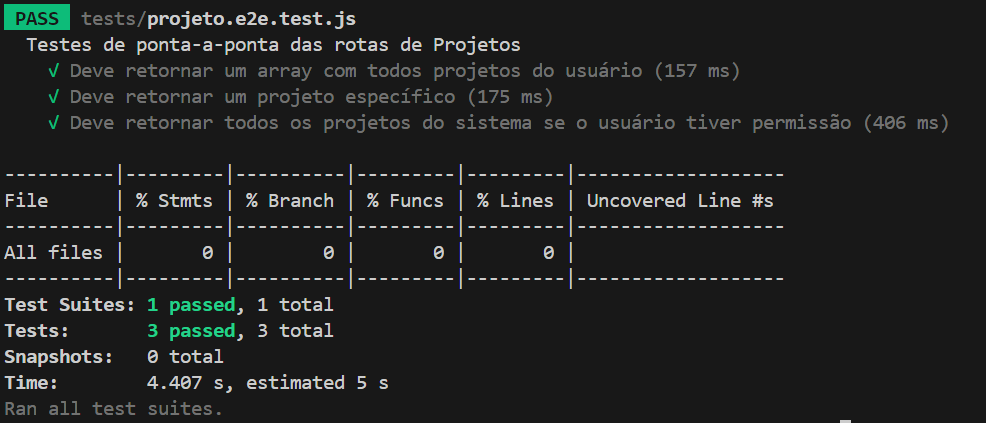 PASS tests/projeto.e2e.test.js
Testes de ponta-a-ponta das rotas de Projetos
√ Deve retornar um array com todos projetos do usuário (157 ms)
√ Deve retornar um projeto específico (175 ms)
√ Deve retornar todos os projetos do sistema se o usuário tiver permissão (406 ms)
----------|---------|----------|---------|---------|-------------------
File      | % Stmts | % Branch | % Funcs | % Lines | Uncovered Line #s
----------|---------|----------|---------|---------|-------------------
All files |       0 |        0 |       0 |       0 |
----------|---------|----------|---------|---------|-------------------
Test Suites: 1 passed, 1 total
Tests:       3 passed, 3 total
Snapshots:   0 total
Time:        4.407 s, estimated 5 s
Ran all test suites.